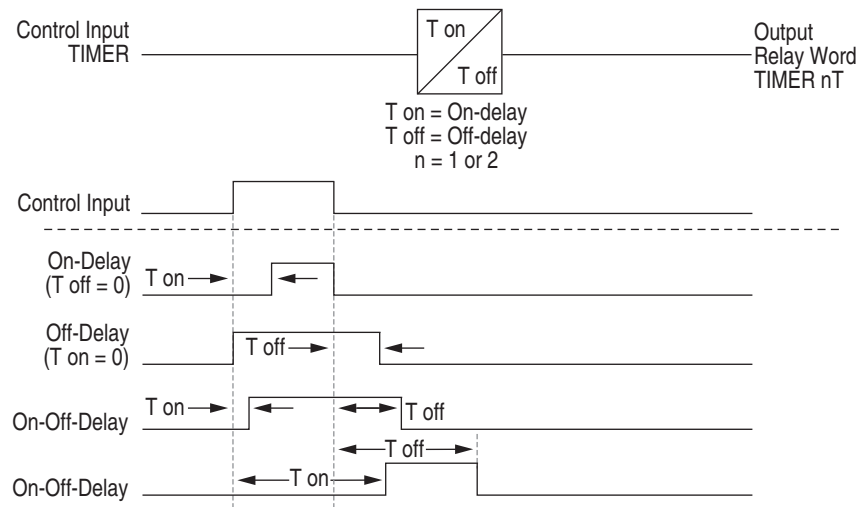 Control Input
TIMER
T on
T off
Output
Relay Word
TIMER nT
T on = On-delay
T off = Off-delay
n = 1 or 2
Control Input
On-Delay
(T off = 0)
T on
Off-Delay
(T on = 0)
T off
On-Off-Delay
T on
T off
On-Off-Delay
T on
T off